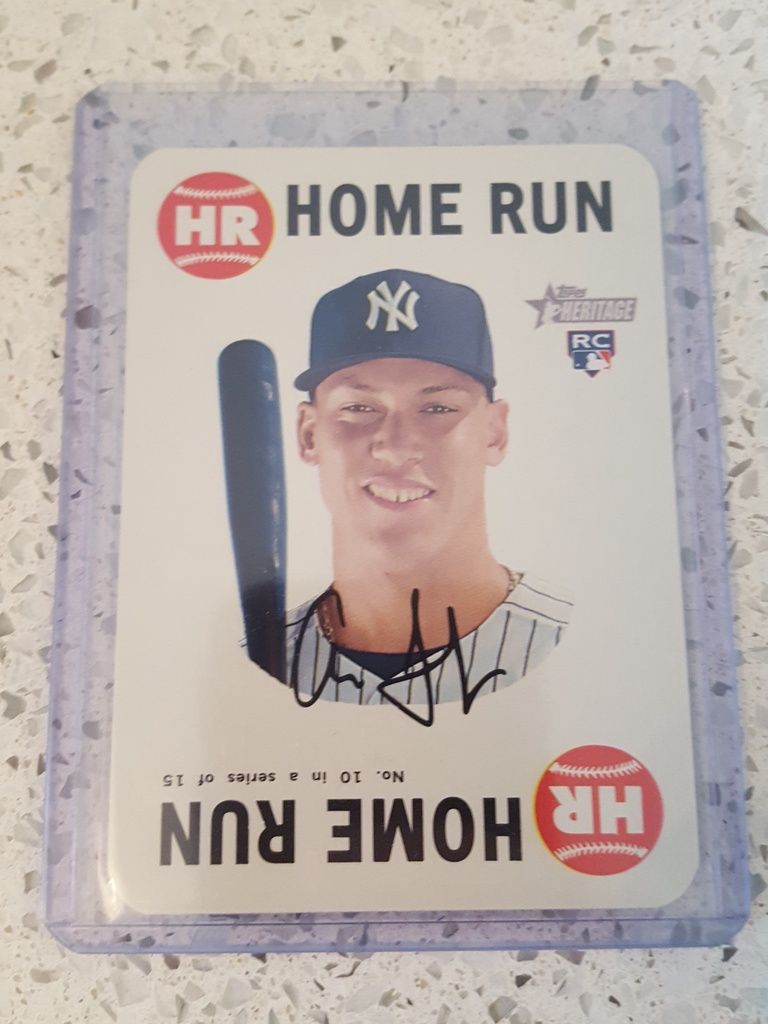 HR HOME RUN
NY
Topps
HERITAGE
RC
No. 10 in a series of 15
HOME RUN HR